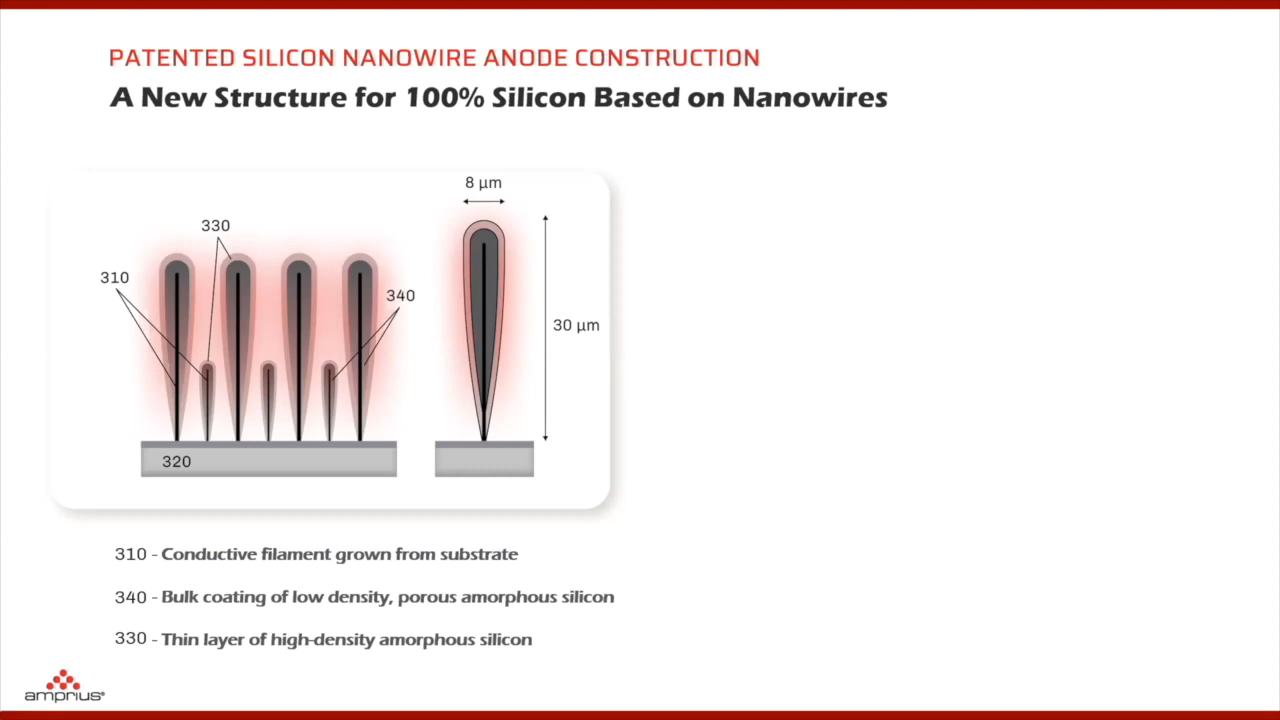 PATENTED SILICON NANOWIRE ANODE CONSTRUCTION
A New Structure for 100% Silicon Based on Nanowires
8 μm
330
310
340
30 μm
320
310 - Conductive filament grown from substrate
340 - Bulk coating of low density, porous amorphous silicon
330 - Thin layer of high-density amorphous silicon
amprius®